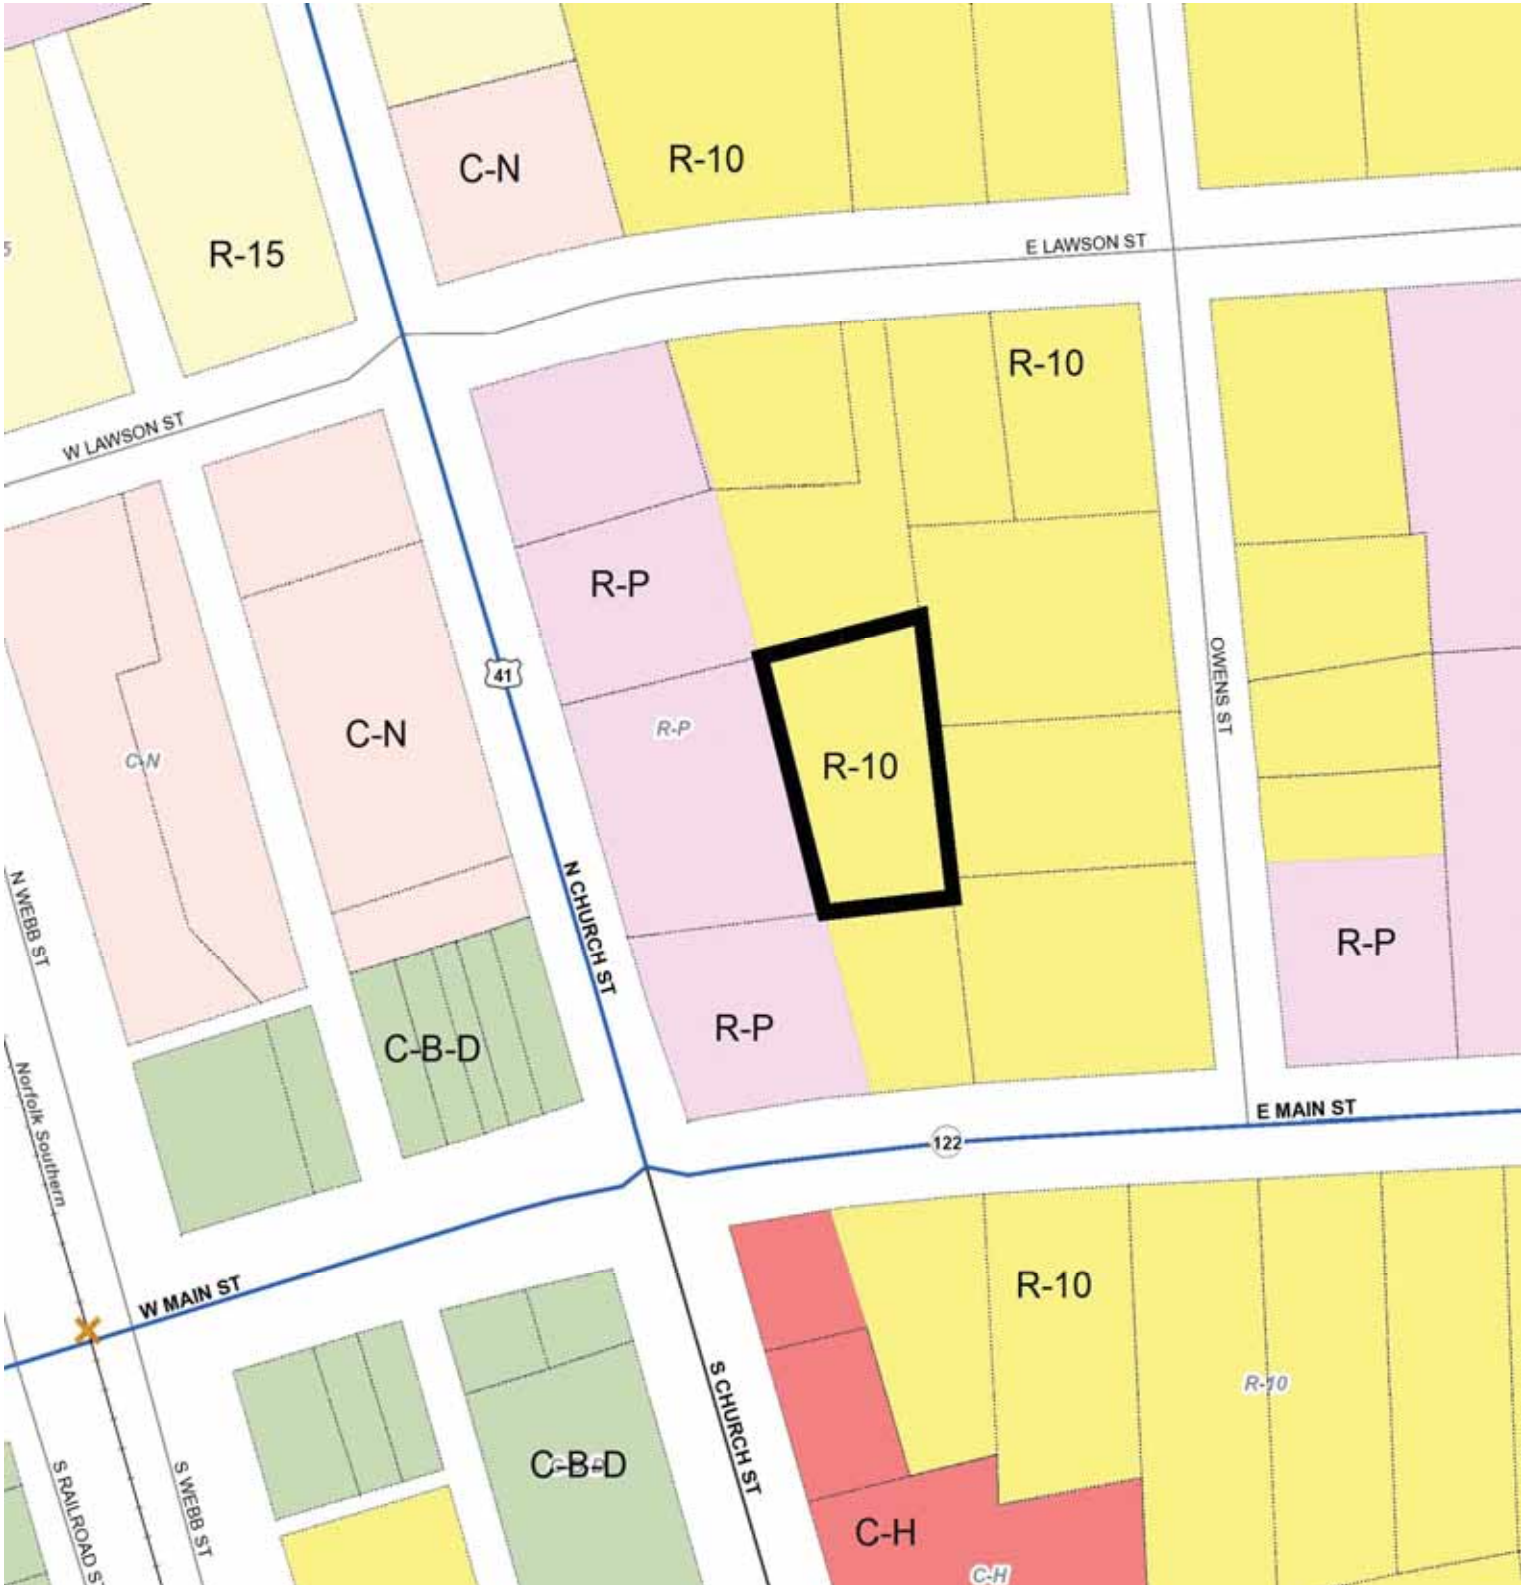 C-N
R-10
R-15
5
E LAWSON ST
R-10
W LAWSON ST
R-P
41
OWENS ST
R-P
C-N
C-N
R-10
N WEBB ST
N CHURCH ST
R-P
R-P
C-B-D
Norfolk Southern
E MAIN ST
122
W MAIN ST
R-10
R-10
S CHURCH ST
C-B-D
S RAILROAD ST
S WEBB ST
C-H
C-H